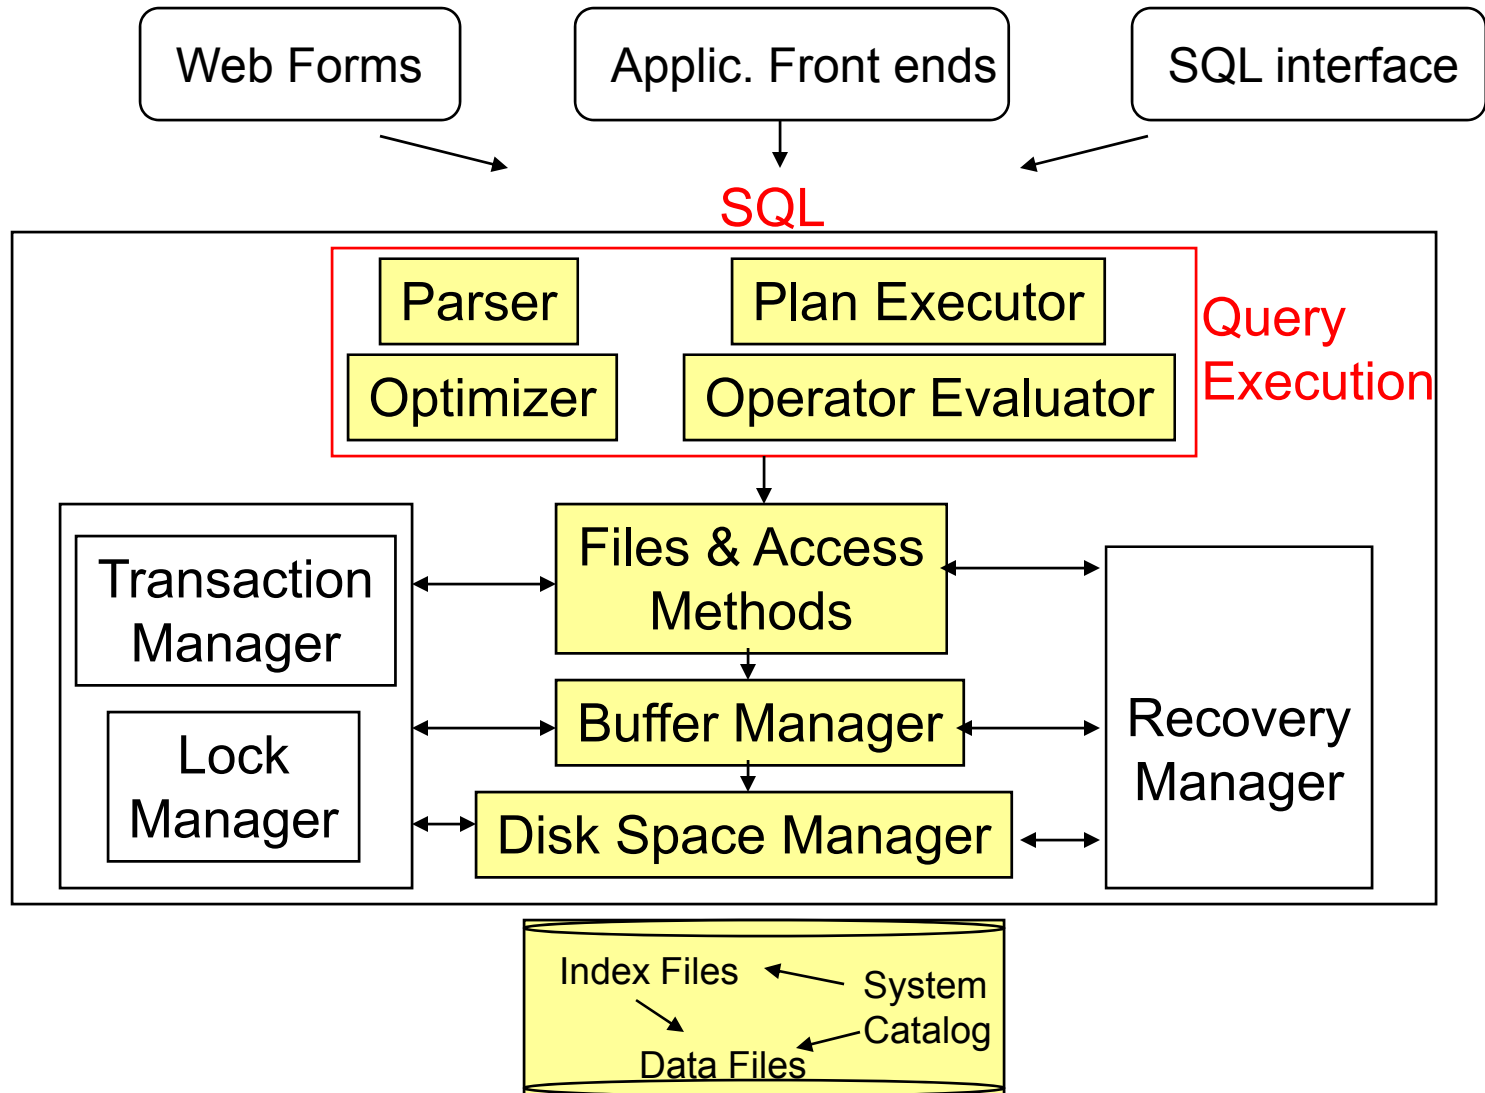 Web Forms
Applic. Front ends
SQL interface
SQL
Parser
Plan Executor
Optimizer
Operator Evaluator
Query
Execution
Transaction
Manager
Lock
Manager
Files & Access
Methods
Buffer Manager
Disk Space Manager
Recovery
Manager
Index Files
System
Catalog
Data Files